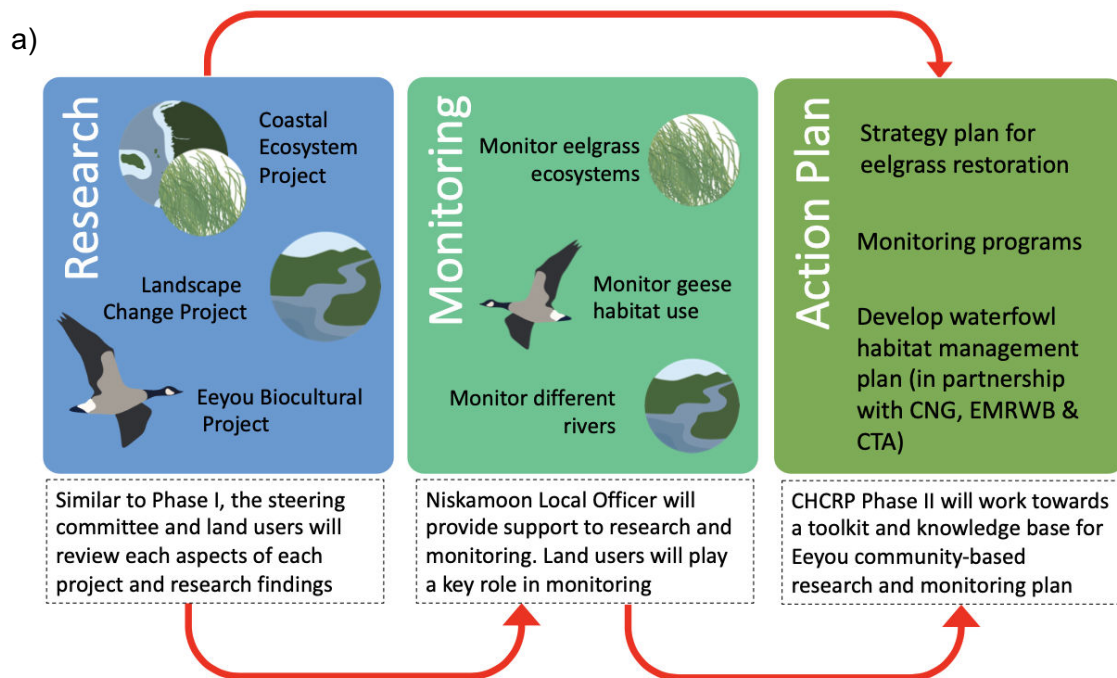 a)
Research
Coastal
Ecosystem
Project
Landscape
Change Project
Eeyou Biocultural
Project
Similar to Phase I, the steering
committee and land users will
review each aspects of each
project and research findings
Monitoring
Monitor eelgrass
ecosystems
Monitor geese
habitat use
Monitor different
rivers
Niskamoon Local Officer will
provide support to research and
monitoring. Land users will play
a key role in monitoring
Action Plan
Strategy plan for
eelgrass restoration
Monitoring programs
Develop waterfowl
habitat management
plan (in partnership
with CNG, EMRWB &
CTA)
CHCRP Phase II will work towards
a toolkit and knowledge base for
Eeyou community-based
research and monitoring plan